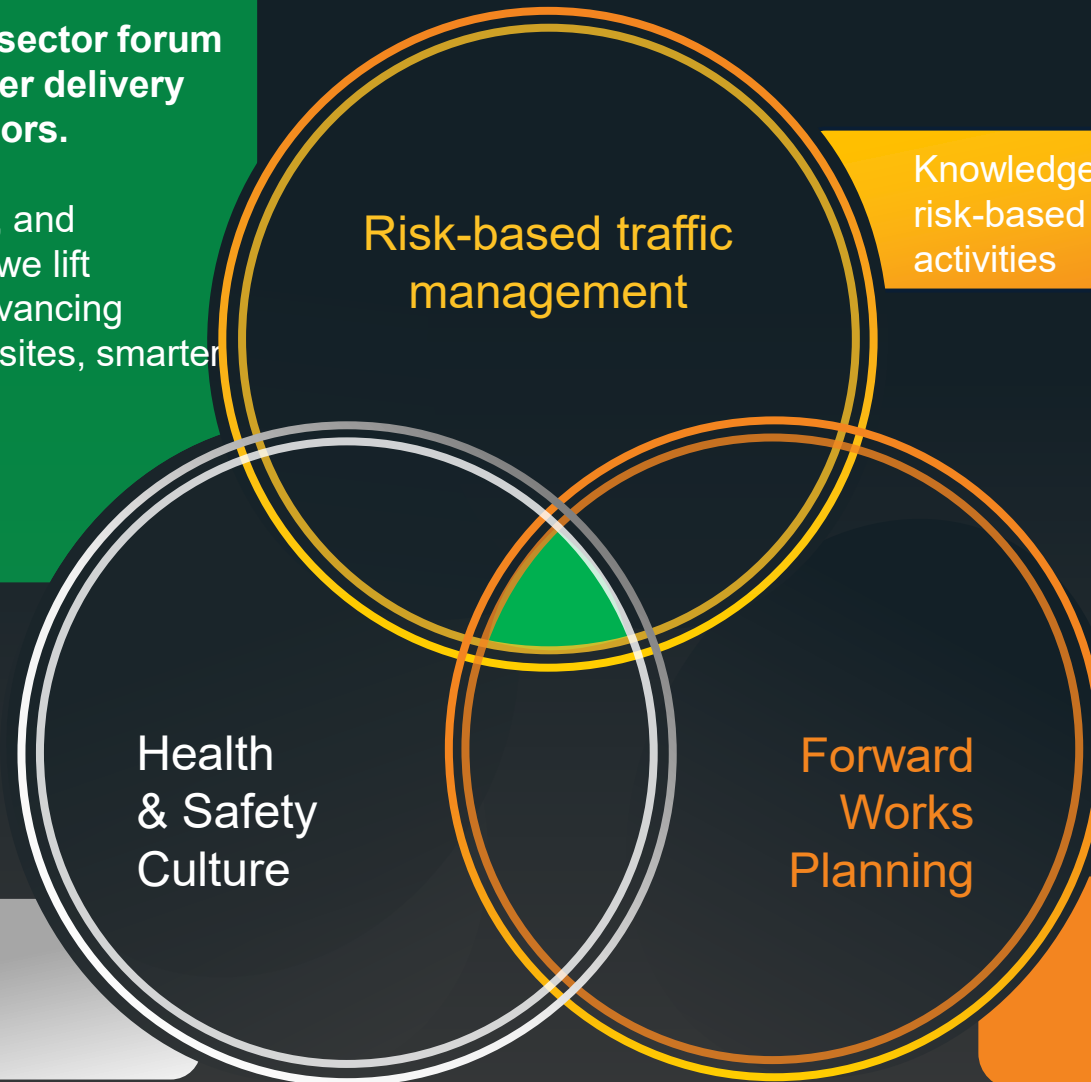 sector forum
er delivery
ors.
, and
we lift
vancing
sites, smarter
Risk-based traffic
management
Knowledge
risk-based
activities
Health
& Safety
Culture
Forward
Works
Planning